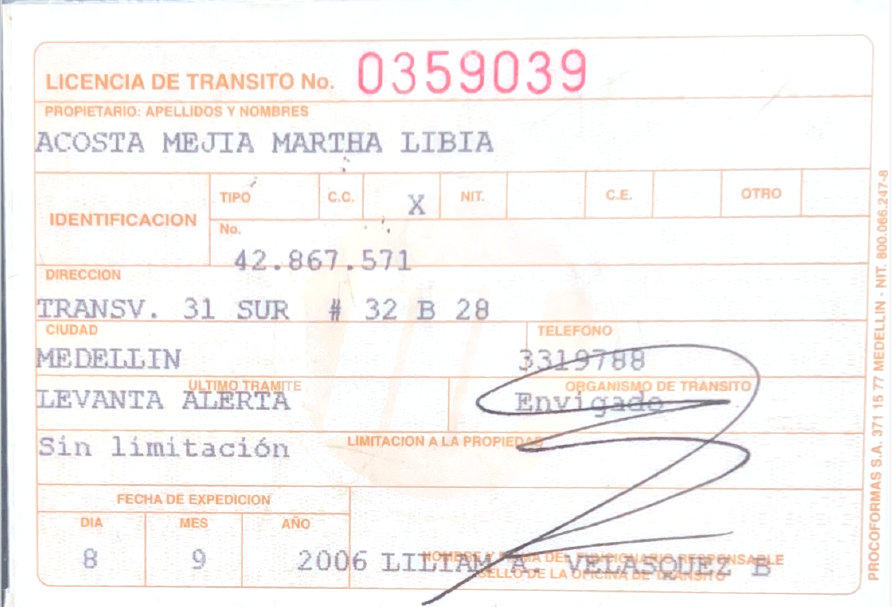 LICENCIA DE TRANSITO No. 0359039
PROPIETARIO: APELLIDOS Y NOMBRES
ACOSTA MEJIA MARTHA LIBIA
IDENTIFICACION TIPO C.C. X NIT. C.E. OTRO
No.
42.867.571
DIRECCION
TRANSV. 31 SUR # 32 B 28
CIUDAD TELEFONO
MEDELLIN 3319788
ULTIMO TRAMITE ORGANISMO DE TRANSITO
LEVANTA ALERTA Envigado
LIMITACION A LA PROPIEDAD
Sin limitación
FECHA DE EXPEDICION
DIA MES AÑO
8 9 2006 LILIAM A. VELASQUEZ B
NOMBRE Y FIRMA DEL FUNCIONARIO RESPONSABLE
SELLO DE LA OFICINA DE TRANSITO
PROCOFORMAS S.A. 371 15 77 MEDELLIN - NIT. 800.066.247-8